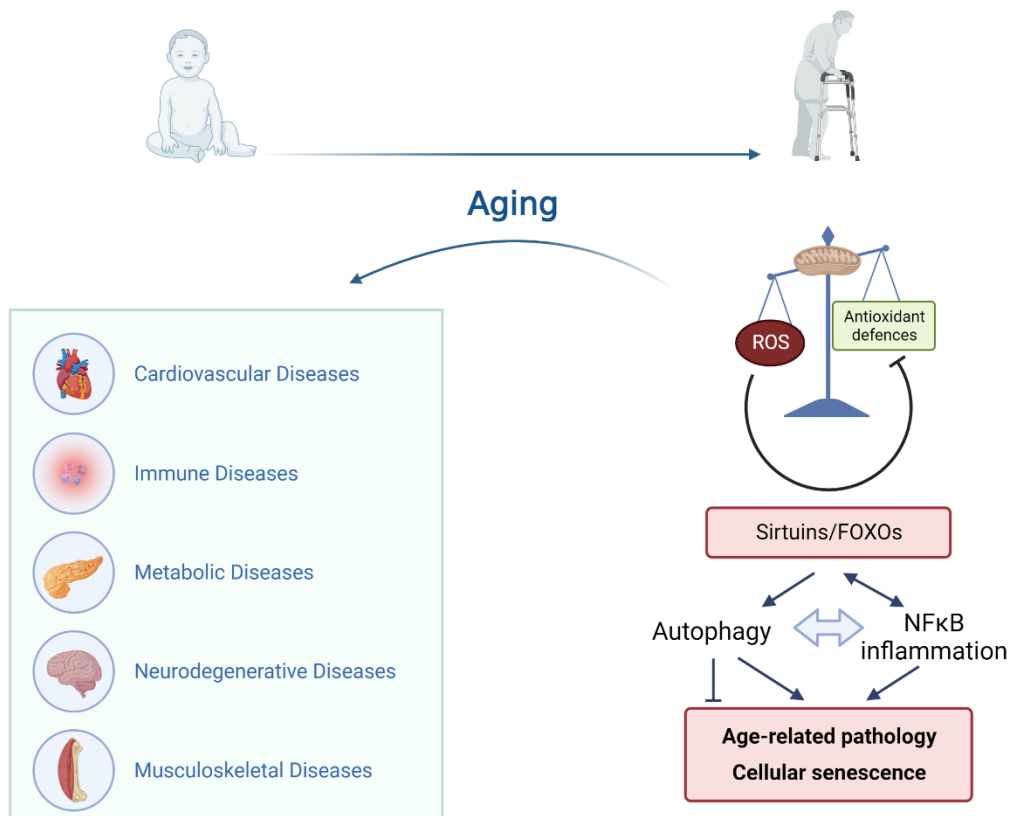 Aging
Cardiovascular Diseases
Immune Diseases
Metabolic Diseases
Neurodegenerative Diseases
Musculoskeletal Diseases
ROS
Antioxidant
defences
Sirtuins/FOXOs
Autophagy
NFκB
inflammation
Age-related pathology
Cellular senescence